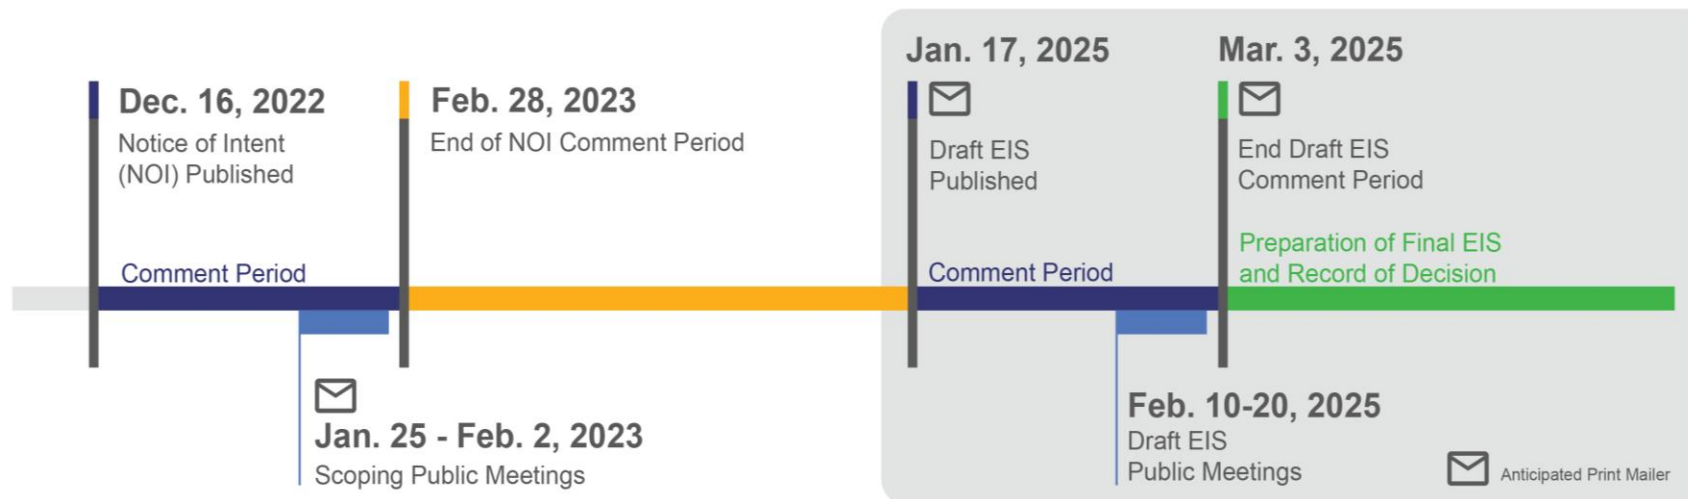 Dec. 16, 2022
Notice of Intent
(NOI) Published
Comment Period
Feb. 28, 2023
End of NOI Comment Period
Jan. 25 - Feb. 2, 2023
Scoping Public Meetings
Jan. 17, 2025
Draft EIS
Published
Comment Period
Mar. 3, 2025
End Draft EIS
Comment Period
Preparation of Final EIS
and Record of Decision
Feb. 10-20, 2025
Draft EIS
Public Meetings
Anticipated Print Mailer